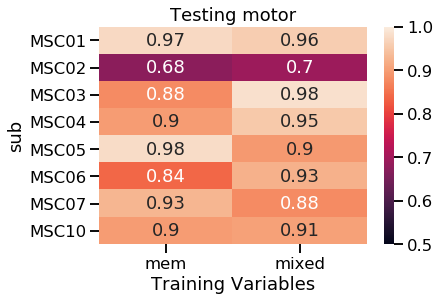 Testing motor
MSC01 0.97 0.96 1.0
MSC02 0.68 0.7
MSC03 0.88 0.98 0.9
MSC04 0.9 0.95
sub MSC05 0.98 0.9 0.8
MSC06 0.84 0.93 0.7
MSC07 0.93 0.88 0.6
MSC10 0.9 0.91 0.5
mem mixed
Training Variables